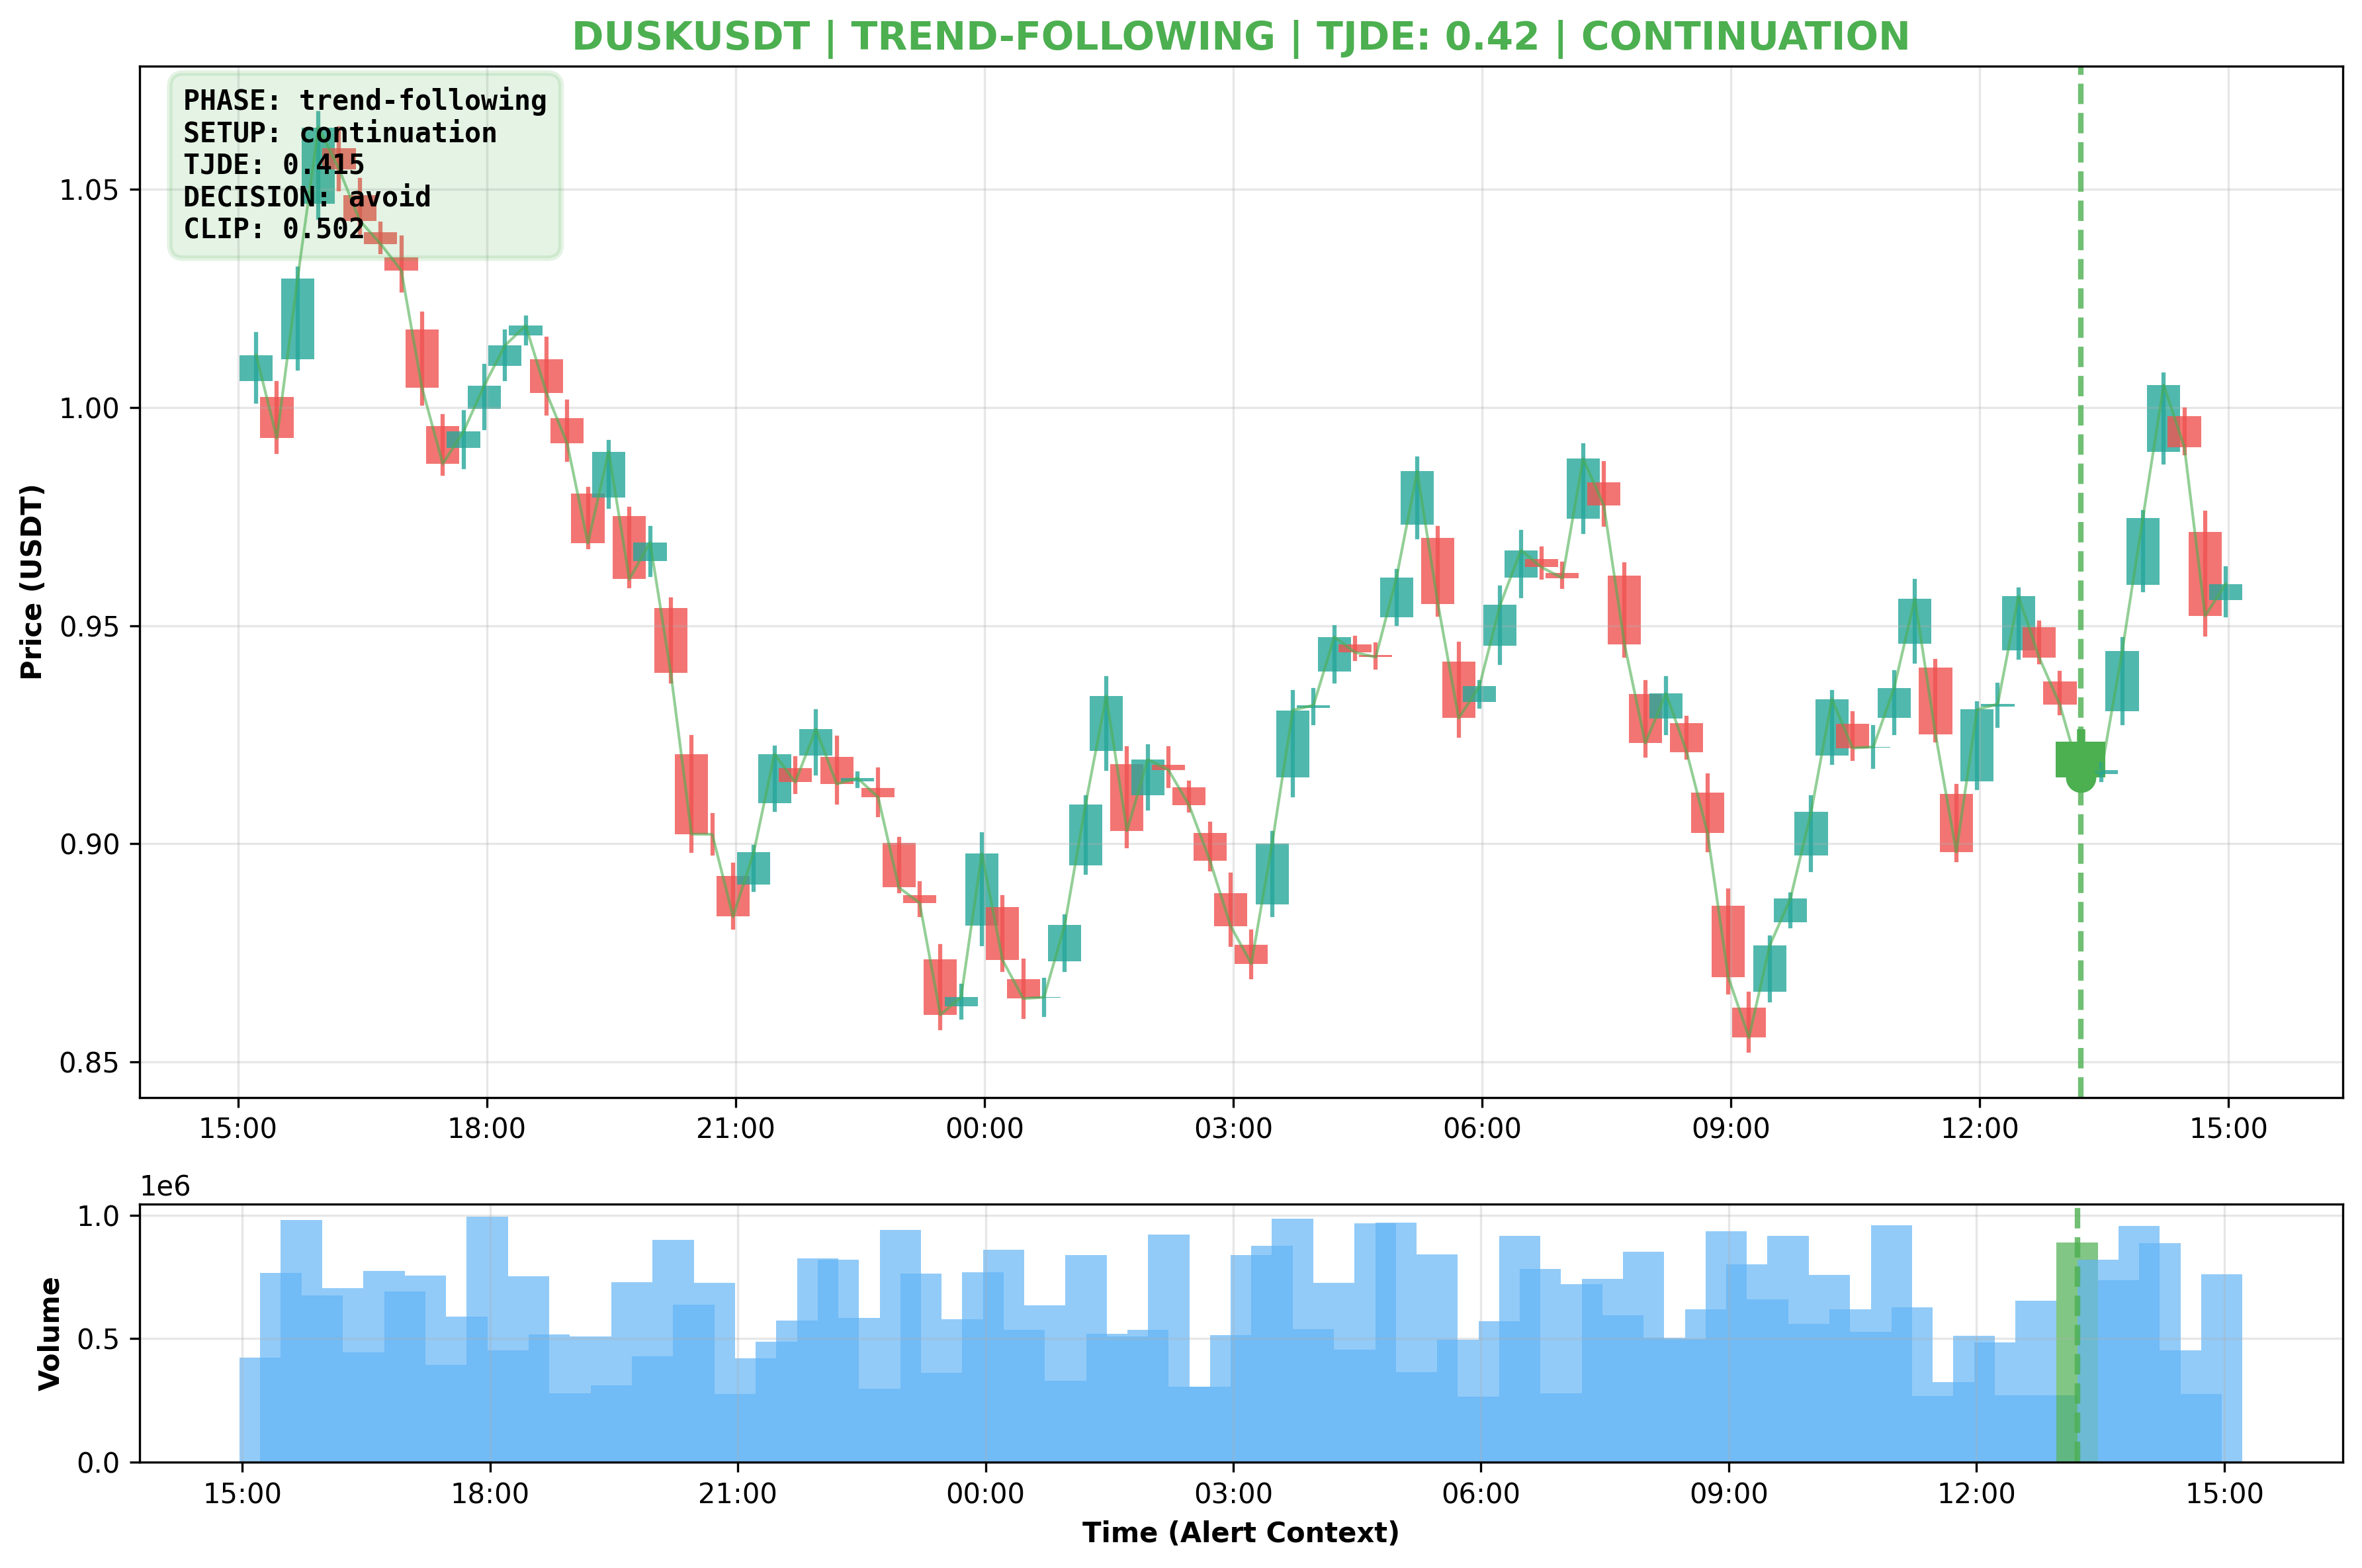 DUSKUSDT | TREND-FOLLOWING | TJDE: 0.42 | CONTINUATION
PHASE: trend-following
SETUP: continuation
TJDE: 0.415
DECISION: avoid
CLIP: 0.502
Price (USDT)
1.05
1.00
0.95
0.90
0.85
15:00 18:00 21:00 00:00 03:00 06:00 09:00 12:00 15:00
1e6
Volume
1.0
0.5
0.0
15:00 18:00 21:00 00:00 03:00 06:00 09:00 12:00 15:00
Time (Alert Context)